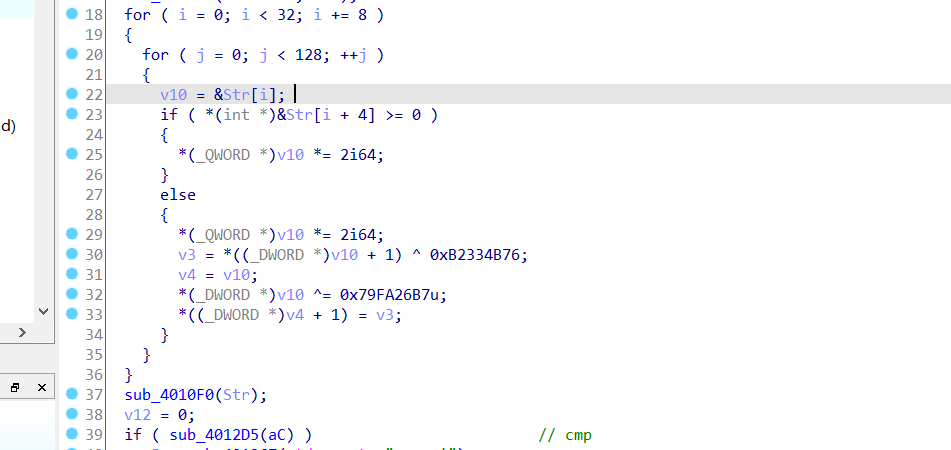 18 for ( i = 0; i < 32; i += 8 )
19 {
20 for ( j = 0; j < 128; ++j )
21 {
22 v10 = &Str[i];
23 if ( *(int *)&Str[i + 4] >= 0 )
d)
24 {
25 *(_QWORD *)v10 *= 2i64;
26 }
27 else
28 {
29 *(_QWORD *)v10 *= 2i64;
30 v3 = *((_DWORD *)v10 + 1) ^ 0xB2334B76;
31 v4 = v10;
32 *(_DWORD *)v10 ^= 0x79FA26B7u;
33 *((_DWORD *)v4 + 1) = v3;
34 }
35 }
36 }
37 sub_4010F0(Str);
38 v12 = 0;
39 if ( sub_4012D5(aC) ) // cmp